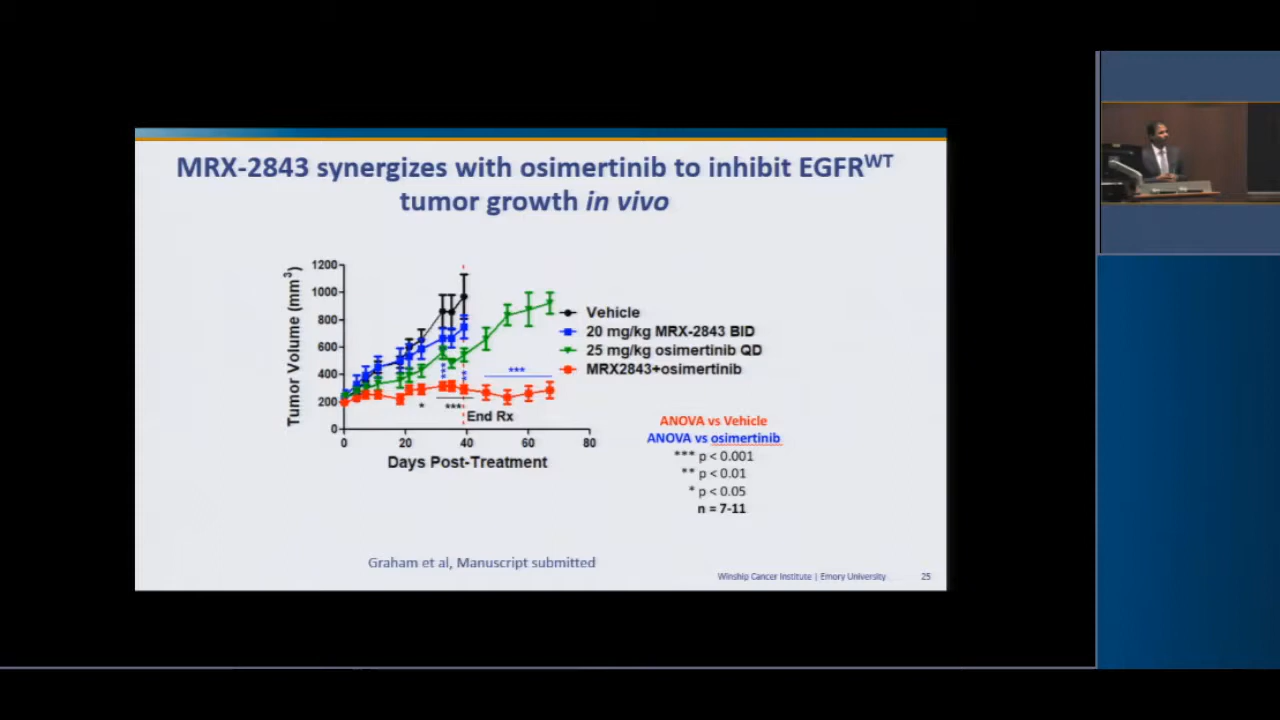 MRX-2843 synergizes with osimertinib to inhibit EGFRWT
tumor growth in vivo
Tumor Volume (mm3)
1200
1000
800
600
400
200
0
0 20 40 60 80
Days Post-Treatment
* ***
End Rx
***
Vehicle
20 mg/kg MRX-2843 BID
25 mg/kg osimertinib QD
MRX2843+osimertinib
ANOVA vs Vehicle
ANOVA vs osimertinib
*** p < 0.001
** p < 0.01
* p < 0.05
n = 7-11
Graham et al, Manuscript submitted
Winship Cancer Institute | Emory University 25